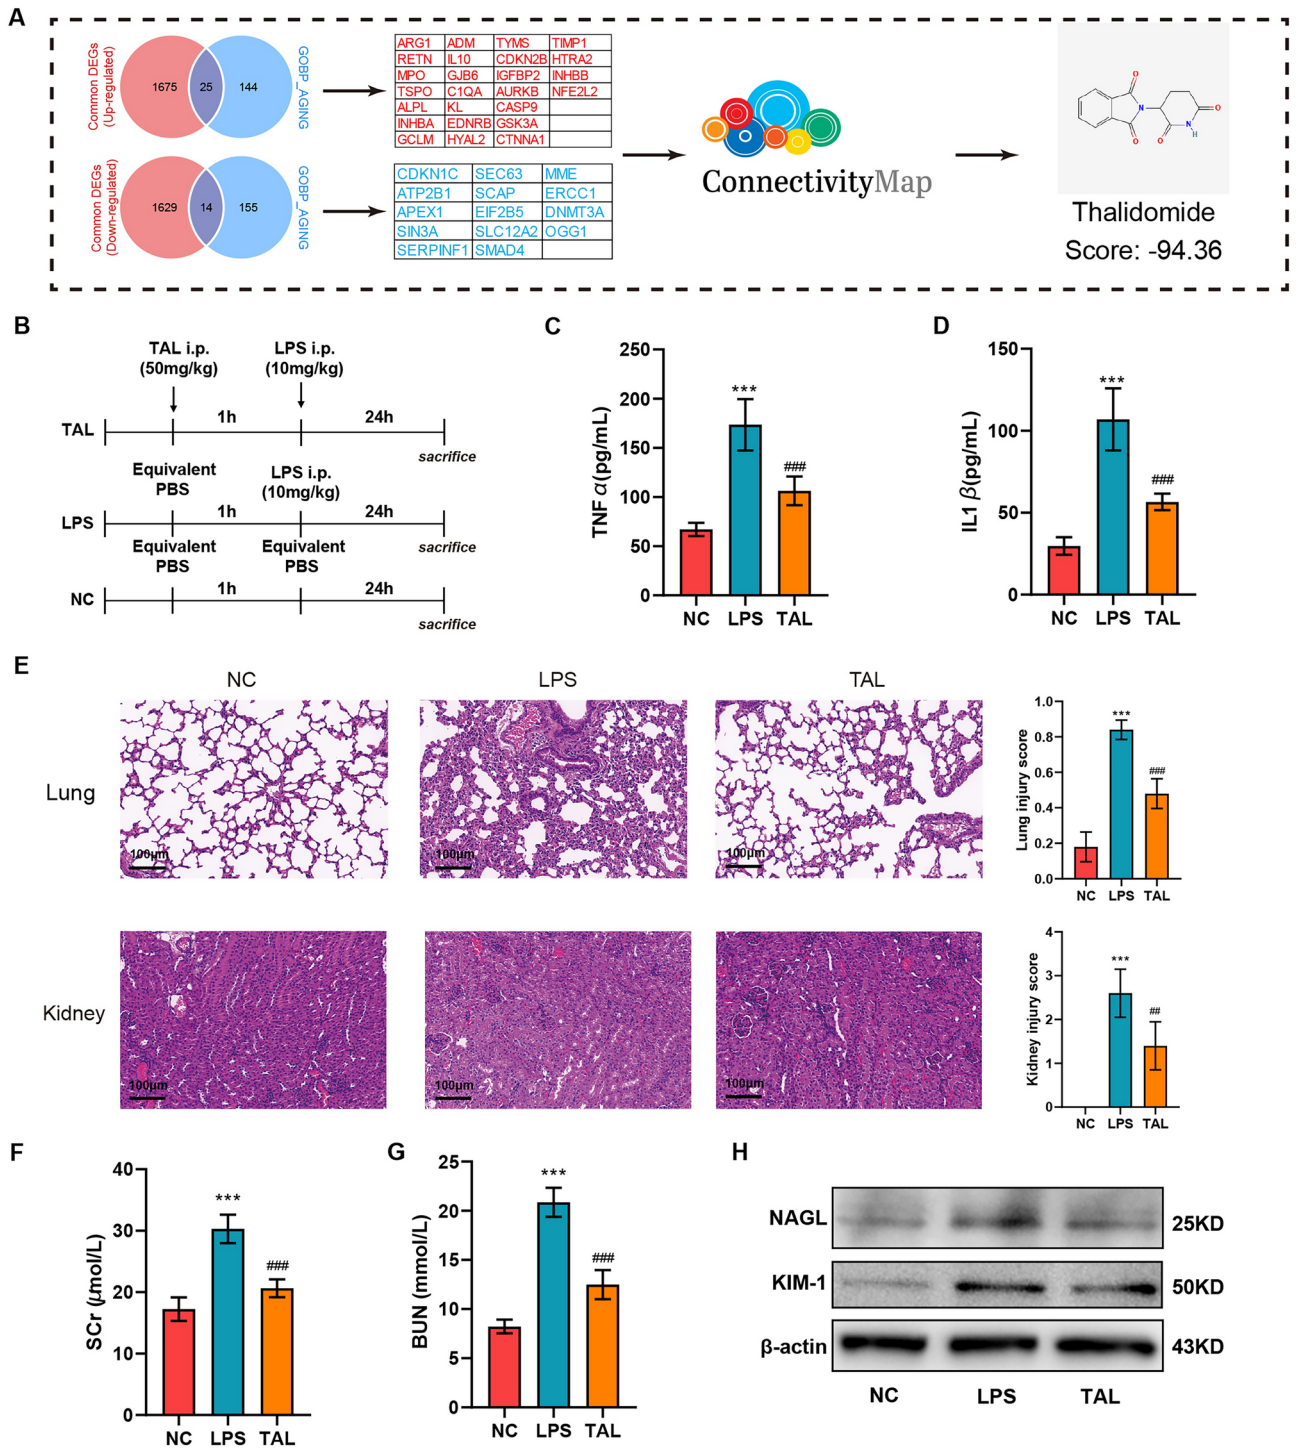 A
Common DEGs
(Up-regulated)
1675
25
144
GOBP_AGING
ARG1 ADM TYMS TIMP1
RETN IL10 CDKN2B HTRA2
MPO GJB6 IGFBP2 INHBB
TSPO C1QA AURKB NFE2L2
ALPL KL CASP9
INHBA EDNRB GSK3A
GCLM HYAL2 CTNNA1
Common DEGs
(Down-regulated)
1629
14
155
GOBP_AGING
CDKN1C SEC63 MME
ATP2B1 SCAP ERCC1
APEX1 EIF2B5 DNMT3A
SIN3A SLC12A2 OGG1
SERPINF1 SMAD4
ConnectivityMap
O
O
N
O
O
N
H
Thalidomide
Score: -94.36
B
TAL i.p.
(50mg/kg)
LPS i.p.
(10mg/kg)
TAL
1h
24h
sacrifice
Equivalent
PBS
LPS i.p.
(10mg/kg)
LPS
1h
24h
sacrifice
Equivalent
PBS
Equivalent
PBS
NC
1h
24h
sacrifice
C
TNF α(pg/mL)
250
200
150
100
50
0
***
###
NC LPS TAL
D
IL1 β(pg/mL)
150
100
50
0
***
###
NC LPS TAL
E
NC
LPS
TAL
Lung
100μm
100μm
100μm
Lung injury score
1.0
0.8
0.6
0.4
0.2
0.0
***
###
NC LPS TAL
Kidney
100μm
100μm
100μm
Kidney injury score
4
3
2
1
0
***
##
NC LPS TAL
F
SCr (μmol/L)
40
30
20
10
0
***
###
NC LPS TAL
G
BUN (mmol/L)
25
20
15
10
5
0
***
###
NC LPS TAL
H
NAGL
25KD
KIM-1
50KD
β-actin
43KD
NC LPS TAL